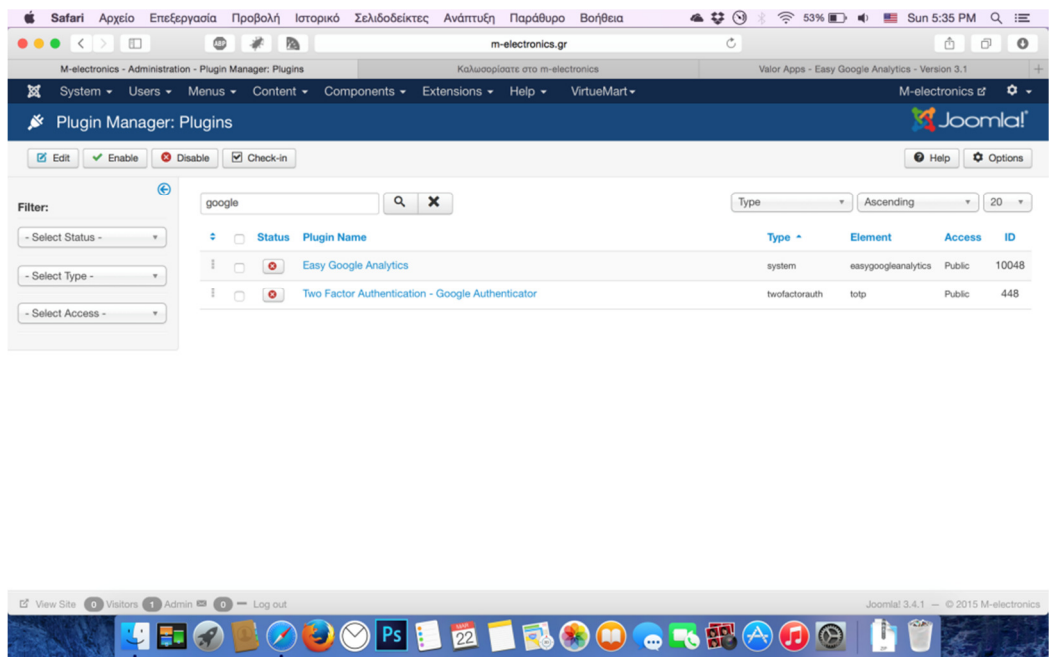 Safari Αρχείο Επεξεργασία Προβολή Ιστορικό Σελιδοδείκτες Ανάπτυξη Παράθυρο Βοήθεια 53% Sun 5:35 PM
ABP m-electronics.gr
M-electronics - Administration - Plugin Manager: Plugins Καλωσορίσατε στο m-electronics Valor Apps - Easy Google Analytics - Version 3.1
System Users Menus Content Components Extensions Help VirtueMart M-electronics
Plugin Manager: Plugins Joomla!
Edit Enable Disable Check-in Help Options
Filter:
google Type Ascending 20
- Select Status -
Status Plugin Name Type Element Access ID
Easy Google Analytics system easygoogleanalytics Public 10048
- Select Type -
Two Factor Authentication - Google Authenticator twofactorauth totp Public 448
- Select Access -
View Site 0 Visitors 1 Admin 0 Log out Joomla! 3.4.1 — © 2015 M-electronics
Ps MAR 22 ZIP